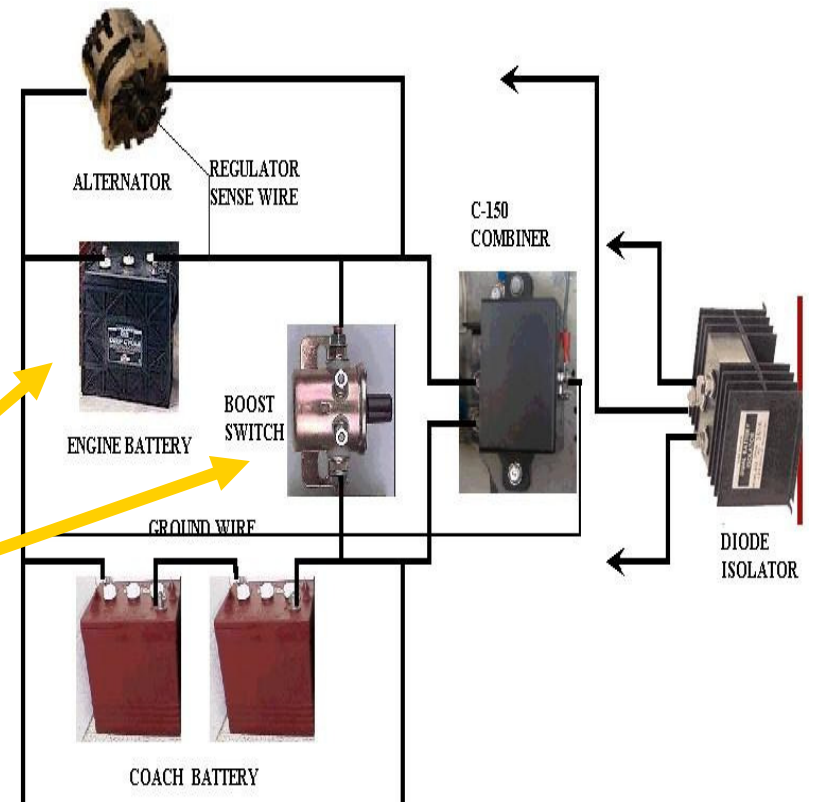 ALTERNATOR
REGULATOR
SENSE WIRE
C-150
COMBINER
ENGINE BATTERY
BOOST
SWITCH
GROUND WIRE
DIODE
ISOLATOR
COACH BATTERY